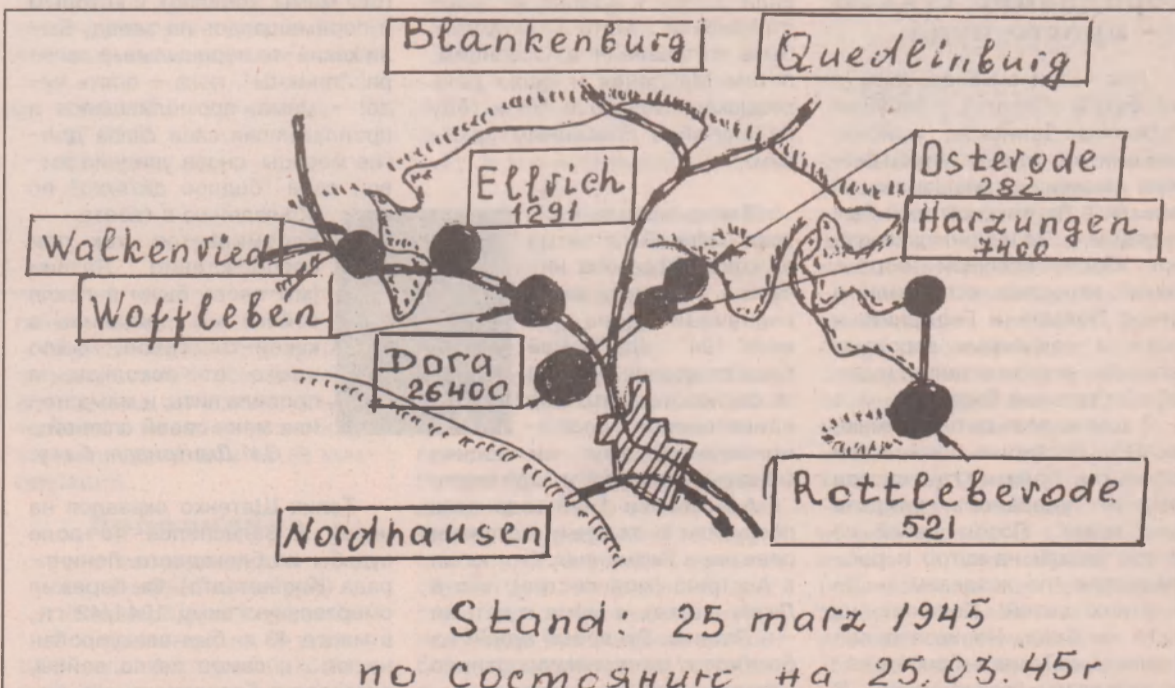 Blankenburg
Quedlinburg
Ellrich
1291
Osterode
282
Harzungen
Walkenried
Woffleben
Dora
26400
Rottleberode
521
Nordhausen
Stand: 25 marz 1945
по состоянию на 25.03.45г